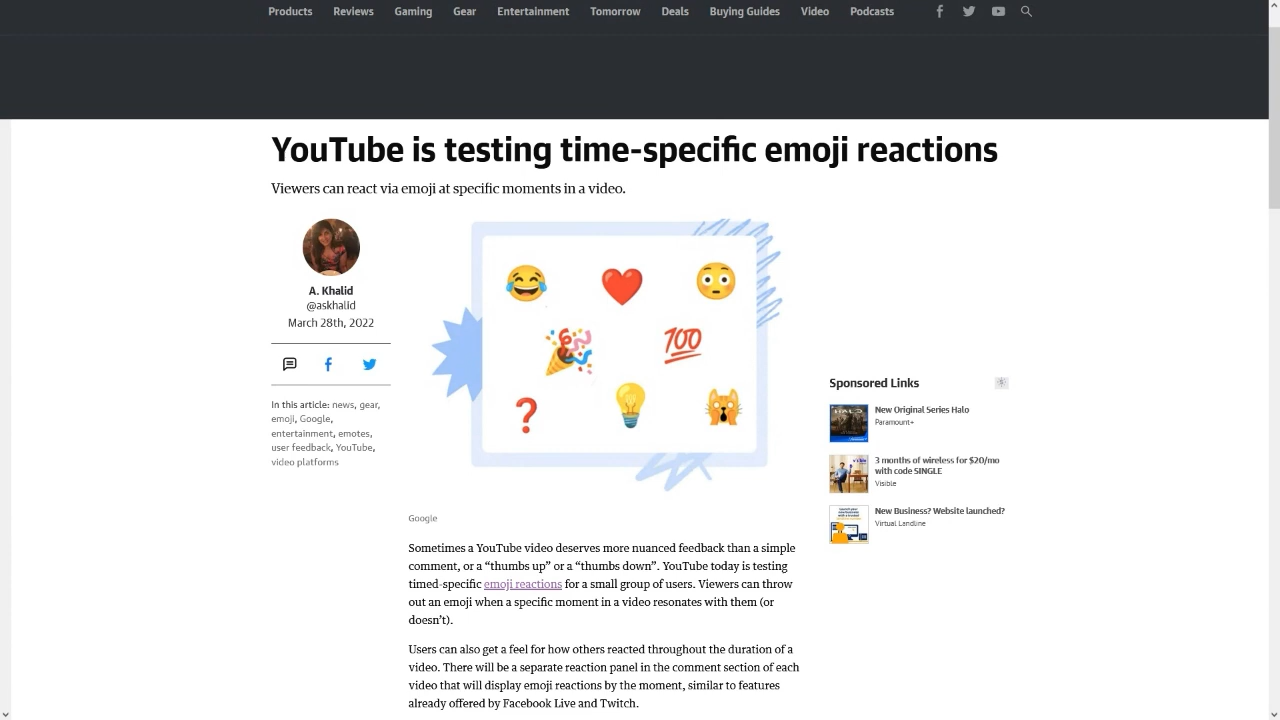 Products Reviews Gaming Gear Entertainment Tomorrow Deals Buying Guides Video Podcasts
YouTube is testing time-specific emoji reactions
Viewers can react via emoji at specific moments in a video.
A. Khalid
@askhalid
March 28th, 2022
In this article: news, gear,
emoji, Google,
entertainment, emotes,
user feedback, YouTube,
video platforms
100
Google
Sometimes a YouTube video deserves more nuanced feedback than a simple
comment, or a “thumbs up” or a “thumbs down”. YouTube today is testing
timed-specific emoji reactions for a small group of users. Viewers can throw
out an emoji when a specific moment in a video resonates with them (or
doesn’t).
Users can also get a feel for how others reacted throughout the duration of a
video. There will be a separate reaction panel in the comment section of each
video that will display emoji reactions by the moment, similar to features
already offered by Facebook Live and Twitch.
Sponsored Links
HALO
New Original Series Halo
Paramount+
3 months of wireless for $20/mo
with code SINGLE
Visible
New Business? Website launched?
Virtual Landline